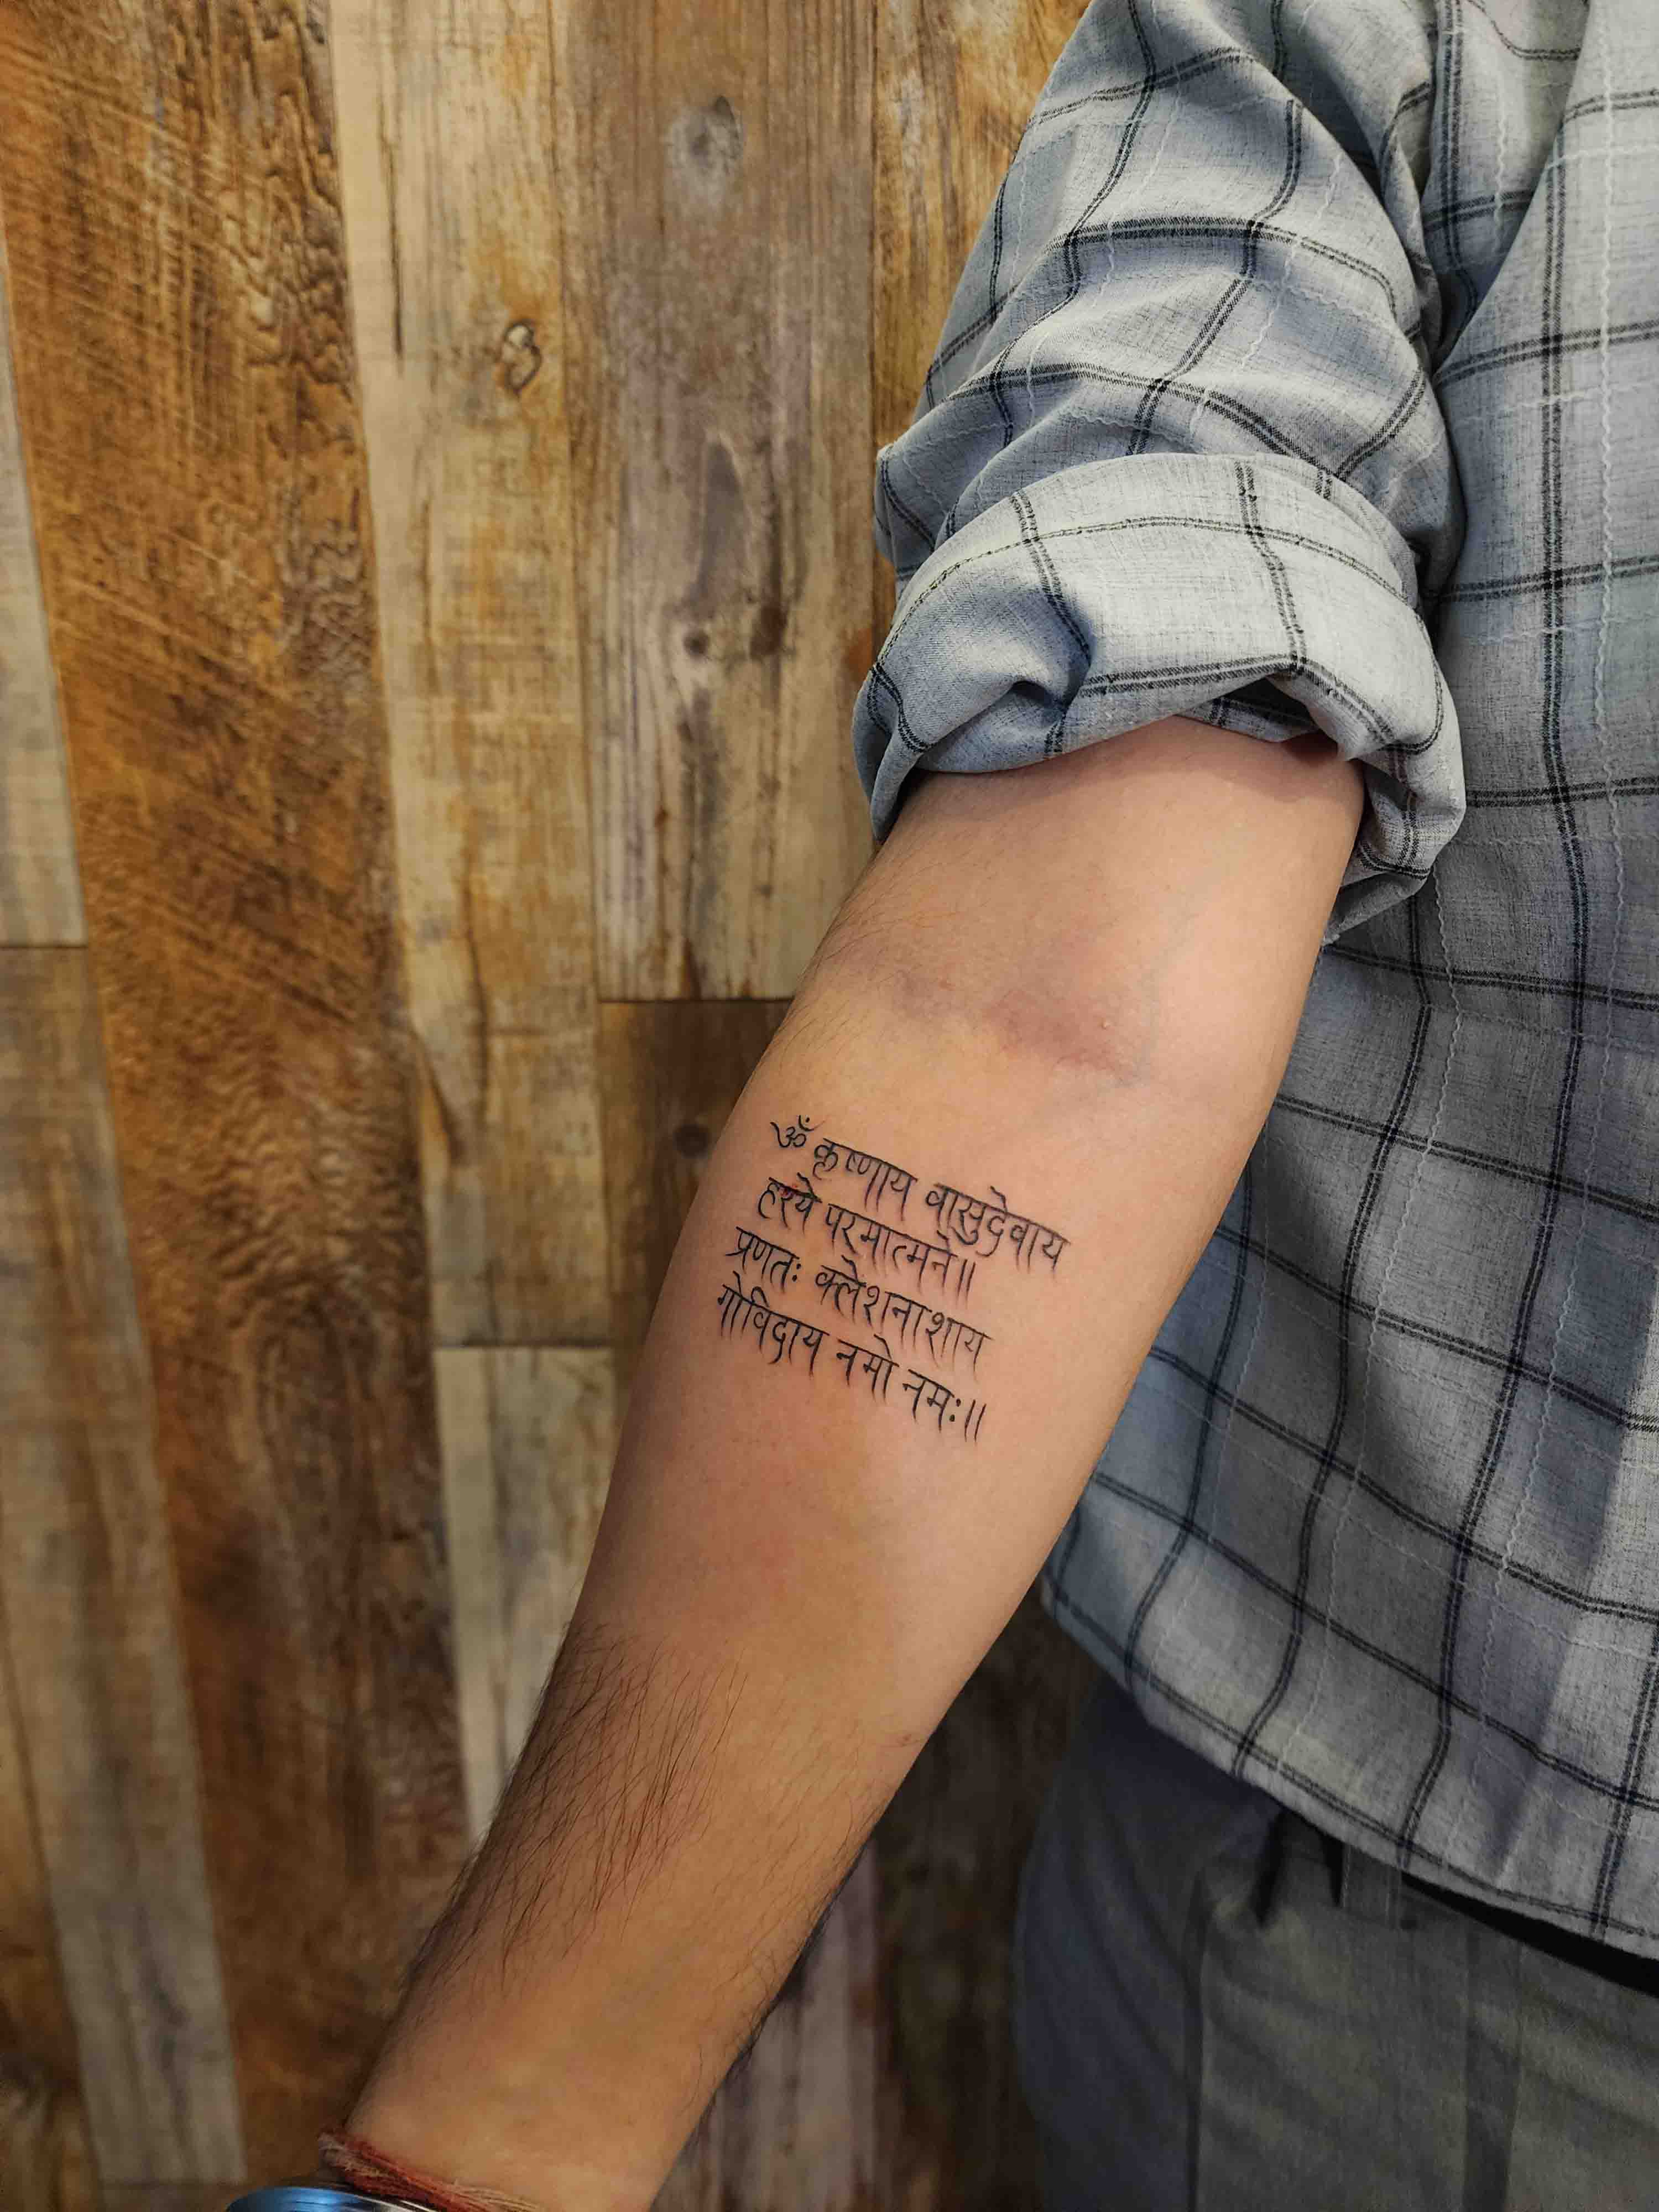 ॐ कृष्णाय वासुदेवाय
हरये परमात्मने॥
प्रणतः क्लेशनाशाय
गोविदाय नमो नमः॥